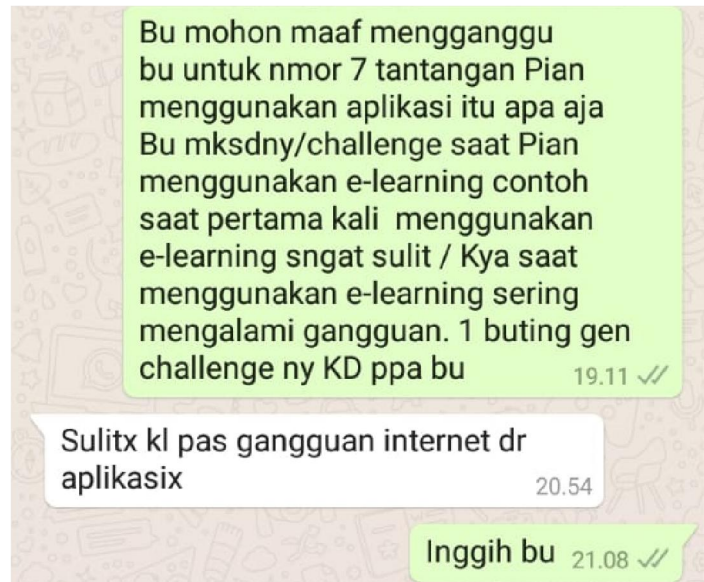 Bu mohon maaf mengganggu
bu untuk nmor 7 tantangan Pian
menggunakan aplikasi itu apa aja
Bu mksdny/challenge saat Pian
menggunakan e-learning contoh
saat pertama kali menggunakan
e-learning sngat sulit / Kya saat
menggunakan e-learning sering
mengalami gangguan. 1 buting gen
challenge ny KD ppa bu
19.11
Sulitx kl pas gangguan internet dr
aplikasix
20.54
Inggih bu 21.08